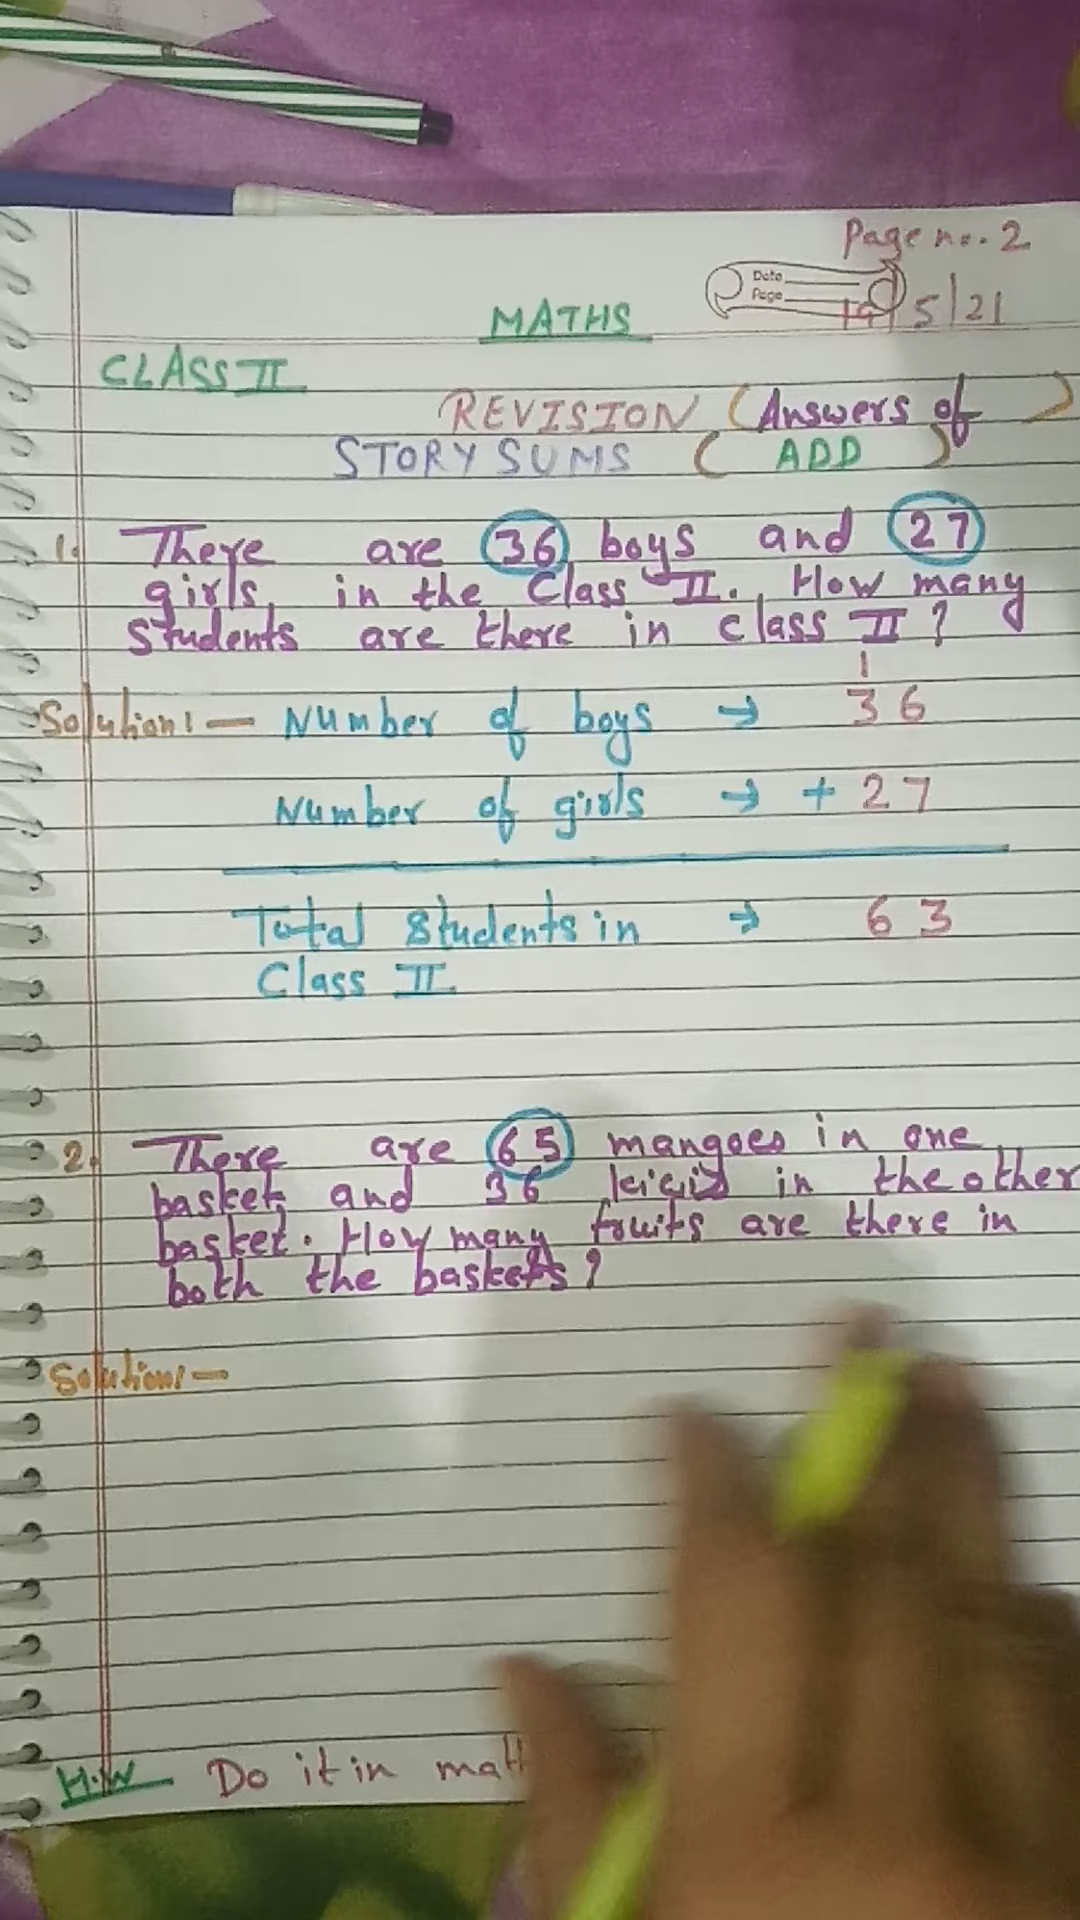 Page no. 2
Date
Page
19/5/21
MATHS
CLASS II
REVISION (Answers of )
STORY SUMS ( ADD )
1. There are 36 boys and 27
girls, in the Class II. How many
students are there in class II?
1
Solution:— Number of boys → 36
Number of girls → + 27
Total students in → 63
Class II
2. There are 65 mangoes in one
basket, and 36 in the other
basket. How many fruits are there in
both the baskets?
Solution:—
H.W Do it in